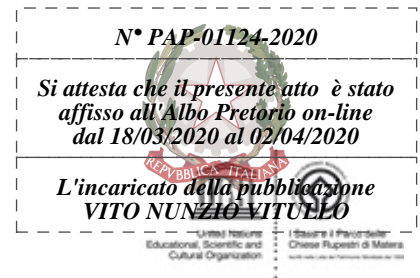 N° PAP-01124-2020
Si attesta che il presente atto è stato
affisso all'Albo Pretorio on-line
dal 18/03/2020 al 02/04/2020
REPVBBLICA ITALIANA
L'incaricato della pubblicazione
VITO NUNZIO VITULLO
United Nations
Educational, Scientific and
Cultural Organization
I Sassi e il Parco delle
Chiese Rupestri di Matera